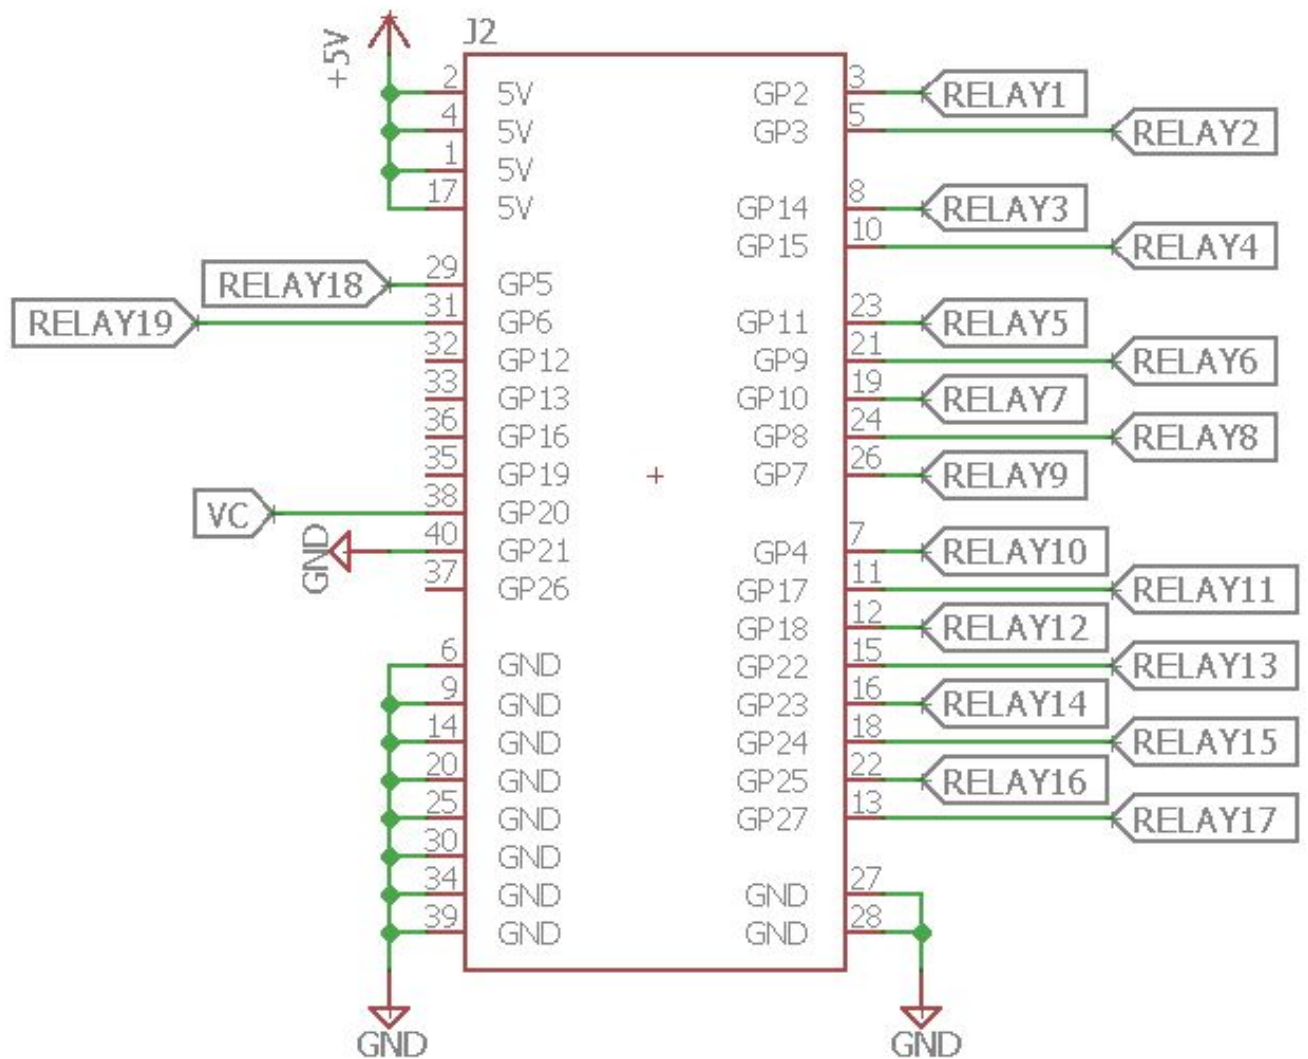 J2
+5V
2 5V GP2 3 RELAY1
4 5V GP3 5 RELAY2
1 5V
17 5V GP14 8 RELAY3
GP15 10 RELAY4
RELAY18 29 GP5
RELAY19 31 GP6 GP11 23 RELAY5
32 GP12 GP9 21 RELAY6
33 GP13 GP10 19 RELAY7
36 GP16 GP8 24 RELAY8
35 GP19 GP7 26 RELAY9
VC 38 GP20
GND 40 GP21 GP4 7 RELAY10
37 GP26 GP17 11 RELAY11
GP18 12 RELAY12
6 GND GP22 15 RELAY13
9 GND GP23 16 RELAY14
14 GND GP24 18 RELAY15
20 GND GP25 22 RELAY16
25 GND GP27 13 RELAY17
30 GND
34 GND GND 27
39 GND GND 28
GND GND